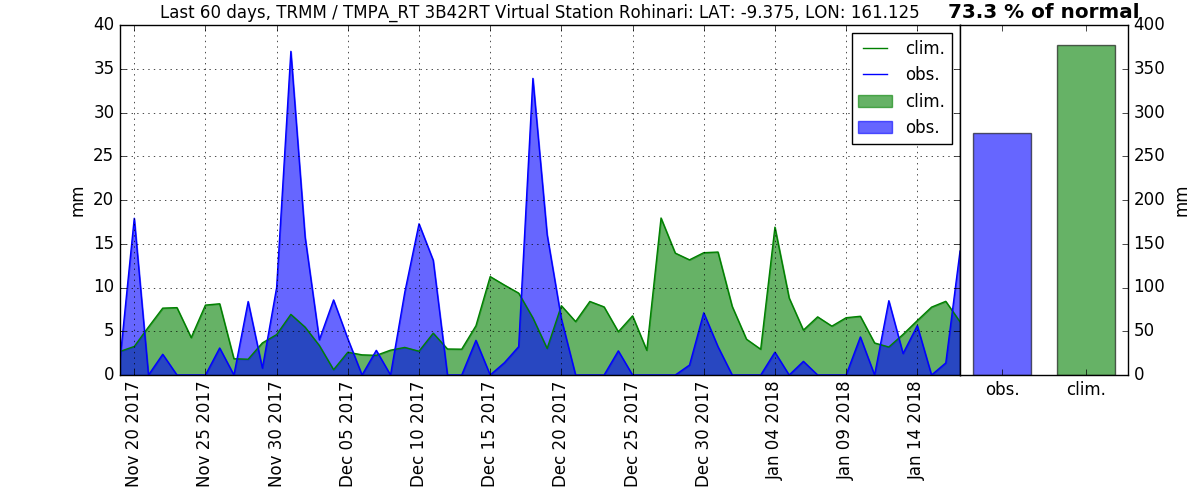 Last 60 days, TRMM / TMPA_RT 3B42RT Virtual Station Rohinari: LAT: -9.375, LON: 161.125
73.3 % of normal
mm
40
35
30
25
20
15
10
5
0
clim.
obs.
clim.
obs.
400
350
300
250
200
150
100
50
0
mm
Nov 20 2017
Nov 25 2017
Nov 30 2017
Dec 05 2017
Dec 10 2017
Dec 15 2017
Dec 20 2017
Dec 25 2017
Dec 30 2017
Jan 04 2018
Jan 09 2018
Jan 14 2018
obs.
clim.